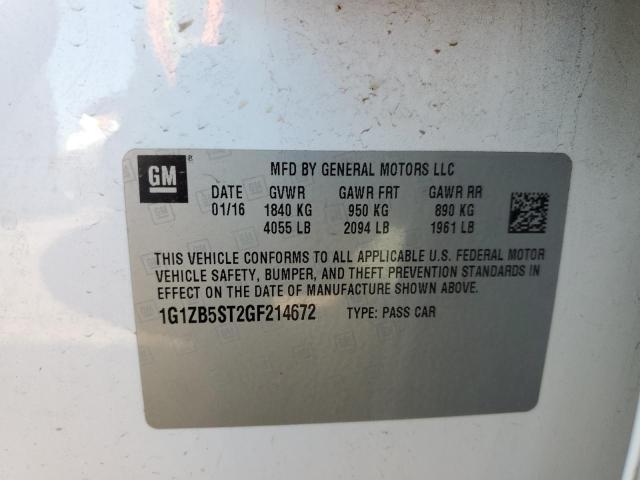 GM
MFD BY GENERAL MOTORS LLC
DATE GVWR GAWR FRT GAWR RR
01/16 1840 KG 950 KG 890 KG
4055 LB 2094 LB 1961 LB
THIS VEHICLE CONFORMS TO ALL APPLICABLE U.S. FEDERAL MOTOR
VEHICLE SAFETY, BUMPER, AND THEFT PREVENTION STANDARDS IN
EFFECT ON THE DATE OF MANUFACTURE SHOWN ABOVE.
1G1ZB5ST2GF214672 TYPE: PASS CAR